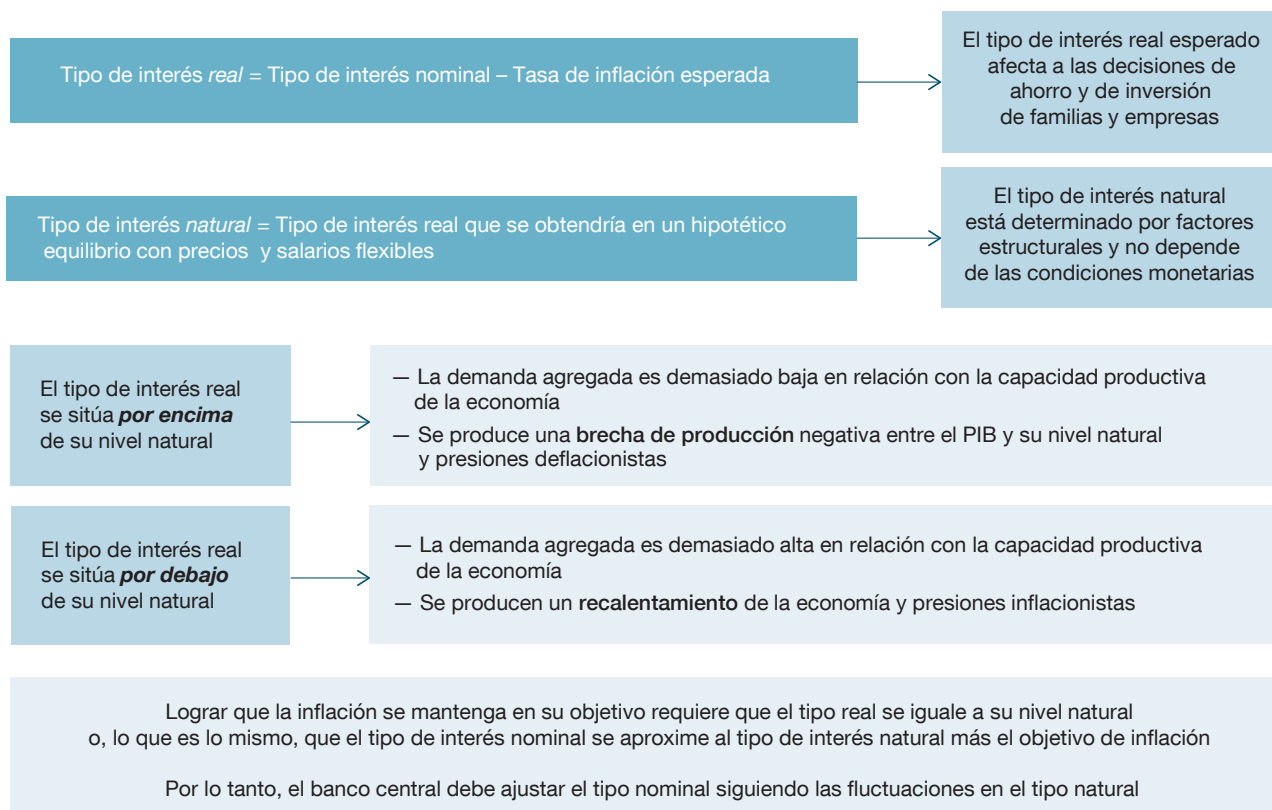 Tipo de interés real = Tipo de interés nominal – Tasa de inflación esperada
El tipo de interés real esperado
afecta a las decisiones de
ahorro y de inversión
de familias y empresas
Tipo de interés natural = Tipo de interés real que se obtendría en un hipotético
equilibrio con precios y salarios flexibles
El tipo de interés natural
está determinado por factores
estructurales y no depende
de las condiciones monetarias
El tipo de interés real
se sitúa por encima
de su nivel natural
— La demanda agregada es demasiado baja en relación con la capacidad productiva
de la economía
— Se produce una brecha de producción negativa entre el PIB y su nivel natural
y presiones deflacionistas
El tipo de interés real
se sitúa por debajo
de su nivel natural
— La demanda agregada es demasiado alta en relación con la capacidad productiva
de la economía
— Se producen un recalentamiento de la economía y presiones inflacionistas
Lograr que la inflación se mantenga en su objetivo requiere que el tipo real se iguale a su nivel natural
o, lo que es lo mismo, que el tipo de interés nominal se aproxime al tipo de interés natural más el objetivo de inflación
Por lo tanto, el banco central debe ajustar el tipo nominal siguiendo las fluctuaciones en el tipo natural